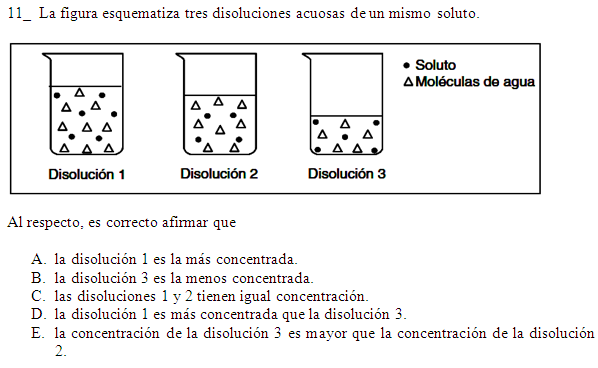 11_ La figura esquematiza tres disoluciones acuosas de un mismo soluto.
● Soluto
Δ Moléculas de agua
Disolución 1
Disolución 2
Disolución 3
Al respecto, es correcto afirmar que
A. la disolución 1 es la más concentrada.
B. la disolución 3 es la menos concentrada.
C. las disoluciones 1 y 2 tienen igual concentración.
D. la disolución 1 es más concentrada que la disolución 3.
E. la concentración de la disolución 3 es mayor que la concentración de la disolución
2.